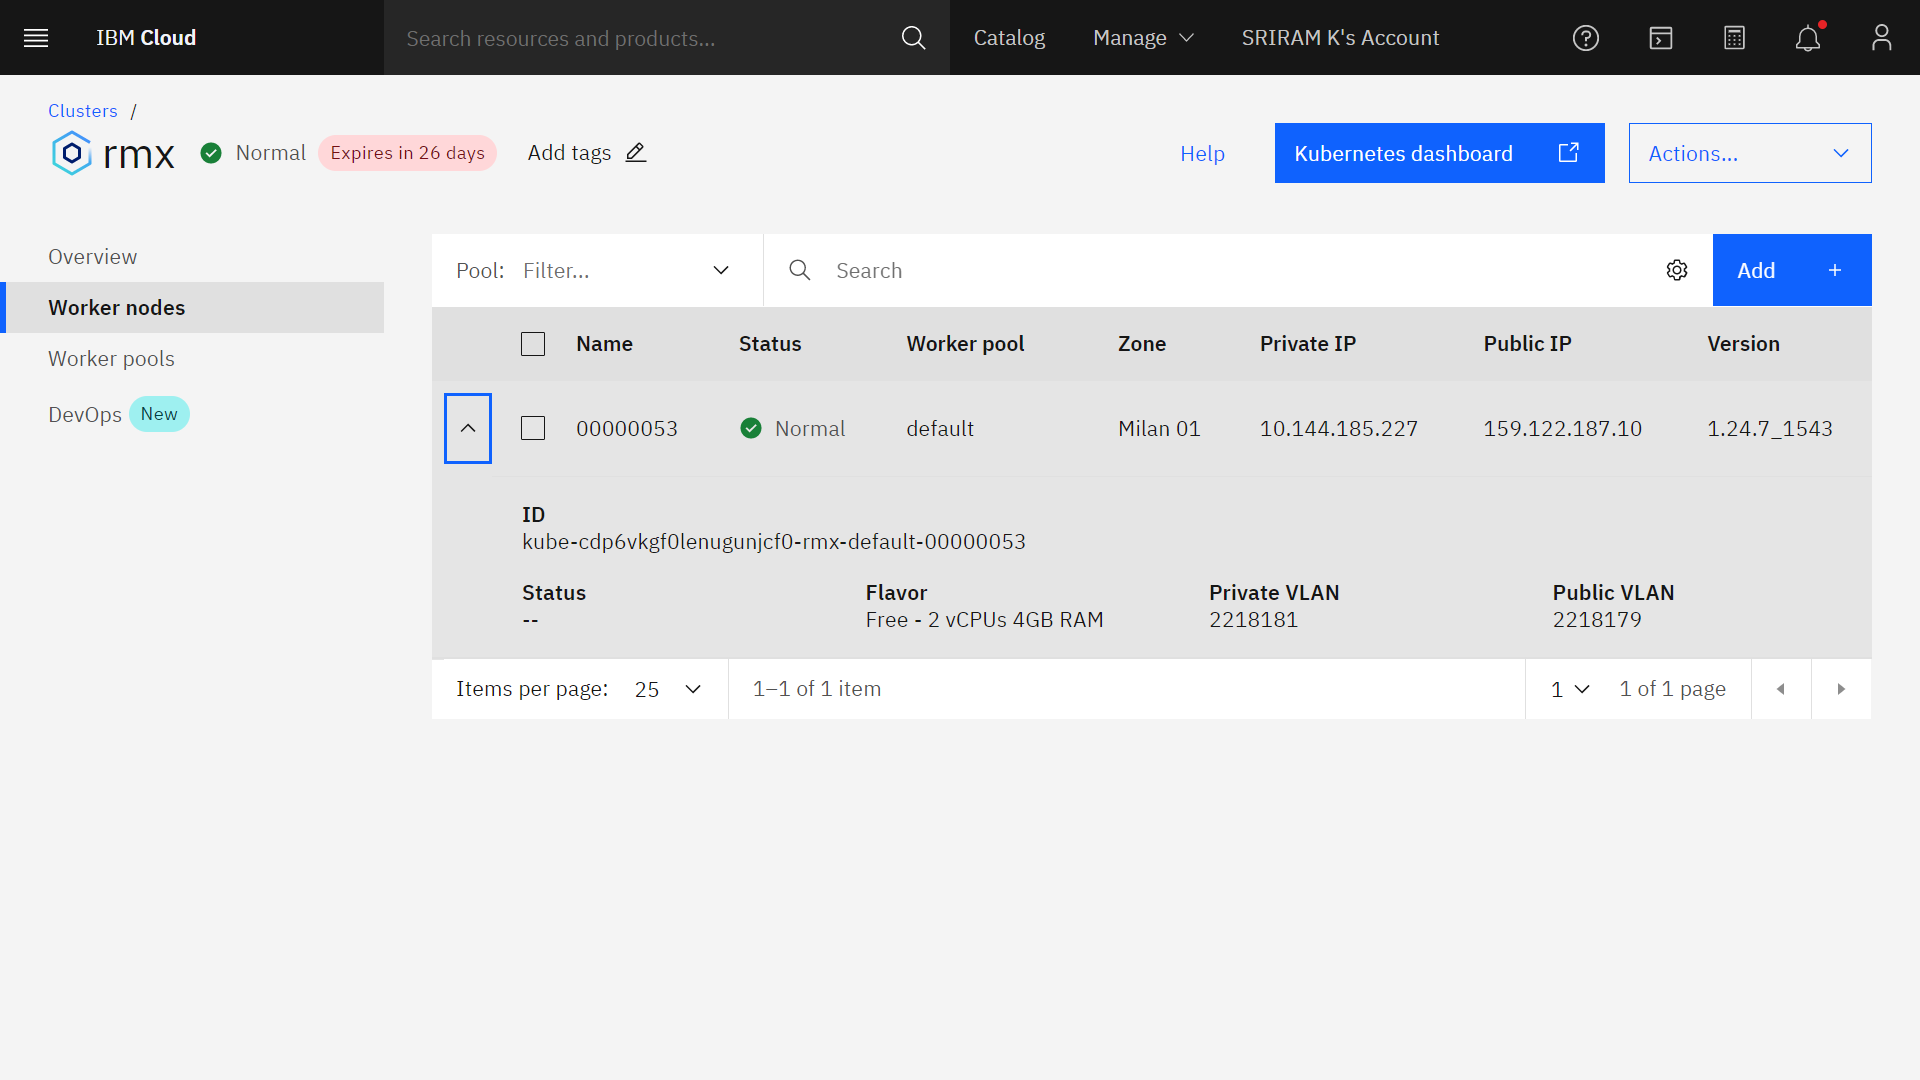 IBM Cloud
Search resources and products...
Catalog
Manage
SRIRAM K's Account
Clusters /
rmx
Normal
Expires in 26 days
Add tags
Help
Kubernetes dashboard
Actions...
Overview
Worker nodes
Worker pools
DevOps New
Pool: Filter...
Search
Add +
Name Status Worker pool Zone Private IP Public IP Version
00000053 Normal default Milan 01 10.144.185.227 159.122.187.10 1.24.7_1543
ID
kube-cdp6vkgf0lenugunjcf0-rmx-default-00000053
Status Flavor Private VLAN Public VLAN
-- Free - 2 vCPUs 4GB RAM 2218181 2218179
Items per page: 25 1–1 of 1 item 1 1 of 1 page